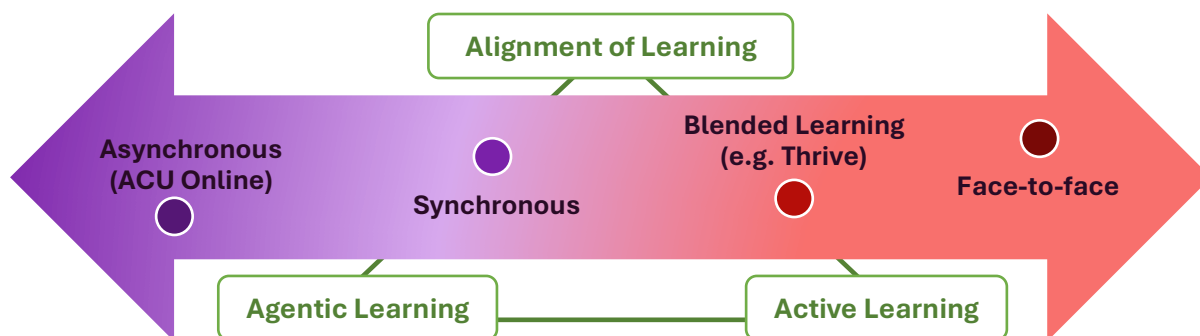 Alignment of Learning
Asynchronous
(ACU Online)
Synchronous
Blended Learning
(e.g. Thrive)
Face-to-face
Agentic Learning
Active Learning